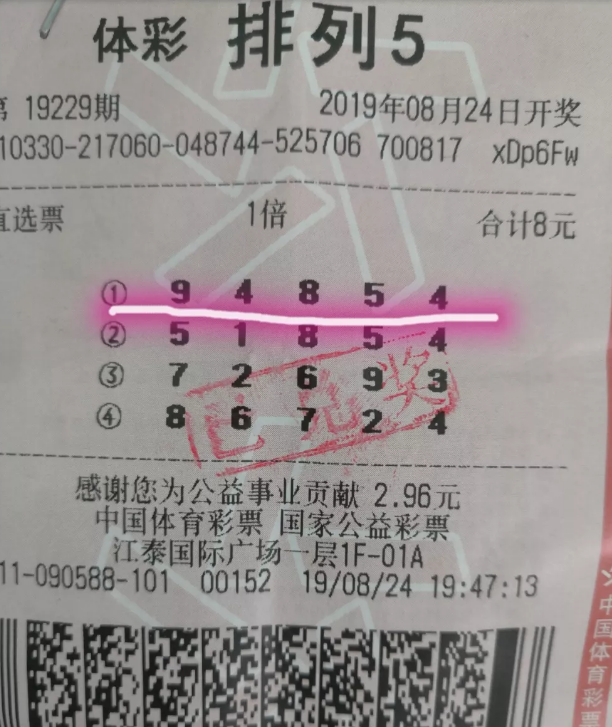 体彩 排列5
第 19229期 2019年08月24日开奖
10330-217060-048744-525706 700817 xDp6Fw
直选票 1倍 合计8元
① 9 4 8 5 4
② 5 1 8 5 4
③ 7 2 6 9 3
④ 8 6 7 2 4
已兑奖
感谢您为公益事业贡献 2.96元
中国体育彩票 国家公益彩票
江泰国际广场一层1F-01A
11-090588-101 00152 19/08/24 19:47:13
中国体育彩票